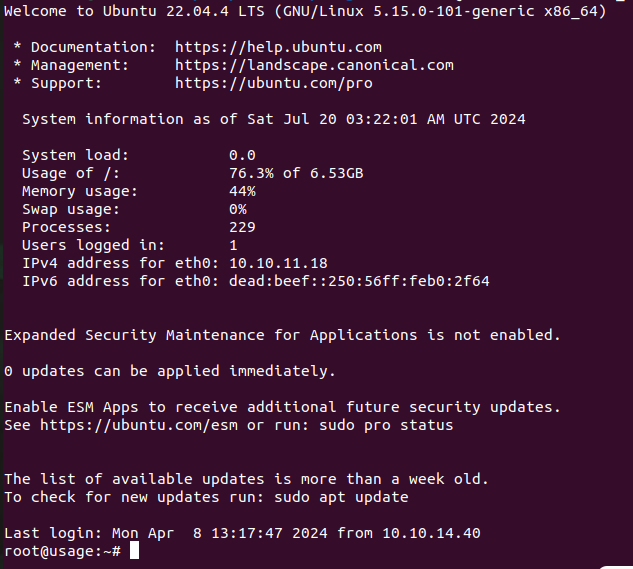 Welcome to Ubuntu 22.04.4 LTS (GNU/Linux 5.15.0-101-generic x86_64)
* Documentation:  https://help.ubuntu.com
* Management:     https://landscape.canonical.com
* Support:        https://ubuntu.com/pro
System information as of Sat Jul 20 03:22:01 AM UTC 2024
System load:           0.0
Usage of /:            76.3% of 6.53GB
Memory usage:          44%
Swap usage:            0%
Processes:             229
Users logged in:       1
IPv4 address for eth0: 10.10.11.18
IPv6 address for eth0: dead:beef::250:56ff:feb0:2f64
Expanded Security Maintenance for Applications is not enabled.
0 updates can be applied immediately.
Enable ESM Apps to receive additional future security updates.
See https://ubuntu.com/esm or run: sudo pro status
The list of available updates is more than a week old.
To check for new updates run: sudo apt update
Last login: Mon Apr  8 13:17:47 2024 from 10.10.14.40
root@usage:~#